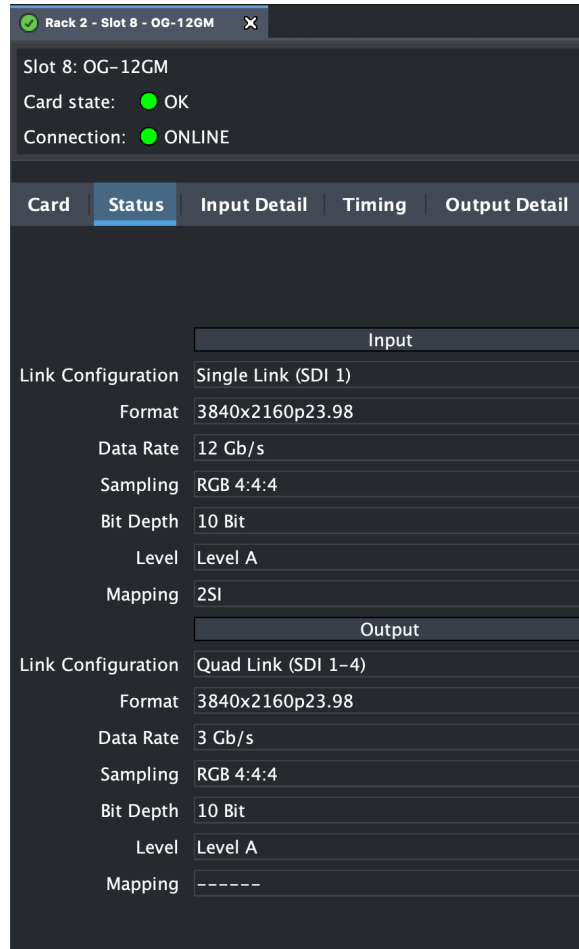 Rack 2 - Slot 8 - OG-12GM
Slot 8: OG-12GM
Card state: OK
Connection: ONLINE
Card Status Input Detail Timing Output Detail
Input
Link Configuration Single Link (SDI 1)
Format 3840x2160p23.98
Data Rate 12 Gb/s
Sampling RGB 4:4:4
Bit Depth 10 Bit
Level Level A
Mapping 2SI
Output
Link Configuration Quad Link (SDI 1-4)
Format 3840x2160p23.98
Data Rate 3 Gb/s
Sampling RGB 4:4:4
Bit Depth 10 Bit
Level Level A
Mapping ------